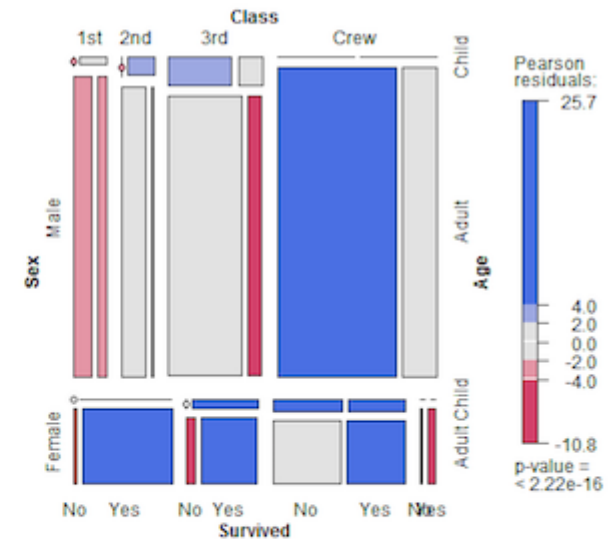 Class
1st 2nd 3rd Crew
Child
Pearson
residuals:
25.7
Male
Adult
Sex
Age
4.0
2.0
0.0
-2.0
-4.0
-10.8
Female
Adult Child
p-value =
< 2.22e-16
No Yes No Yes No Yes No Yes
Survived